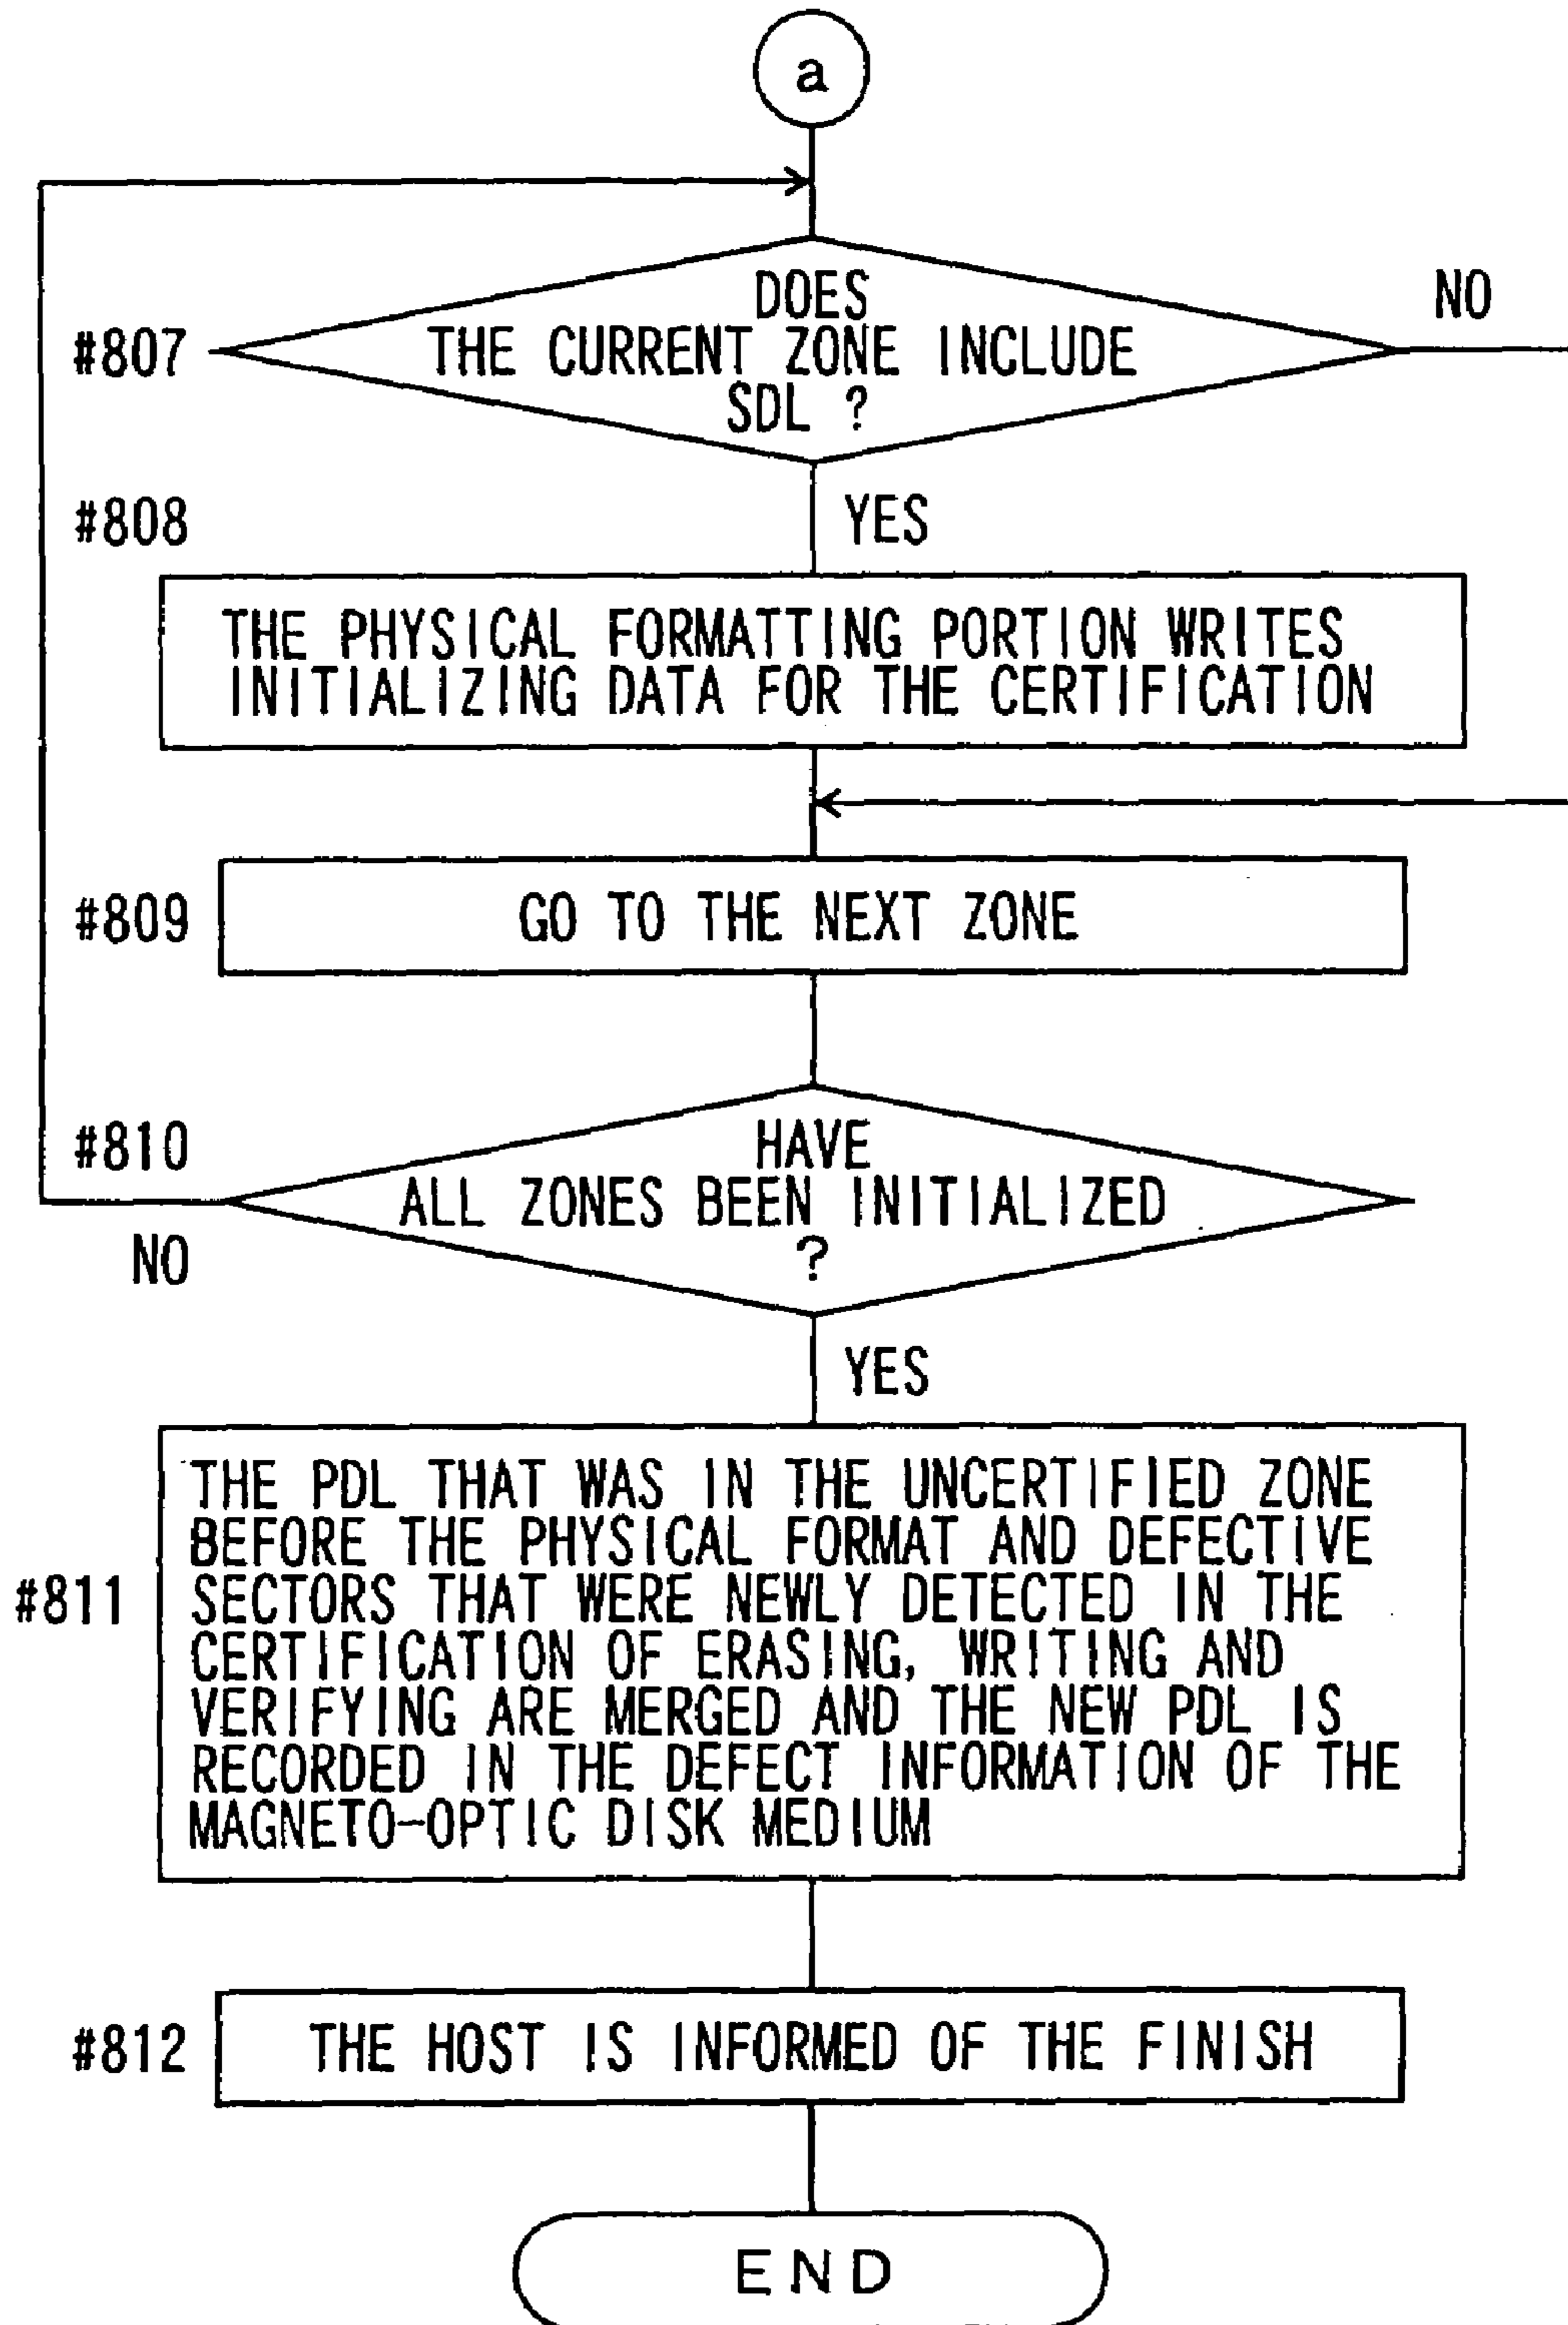 a
DOES
NO
#807
THE CURRENT ZONE INCLUDE
SDL ?
#808
YES
THE PHYSICAL FORMATTING PORTION WRITES
INITIALIZING DATA FOR THE CERTIFICATION
#809
GO TO THE NEXT ZONE
#810
HAVE
ALL ZONES BEEN INITIALIZED
?
NO
YES
#811
THE PDL THAT WAS IN THE UNCERTIFIED ZONE
BEFORE THE PHYSICAL FORMAT AND DEFECTIVE
SECTORS THAT WERE NEWLY DETECTED IN THE
CERTIFICATION OF ERASING, WRITING AND
VERIFYING ARE MERGED AND THE NEW PDL IS
RECORDED IN THE DEFECT INFORMATION OF THE
MAGNETO-OPTIC DISK MEDIUM
#812
THE HOST IS INFORMED OF THE FINISH
END